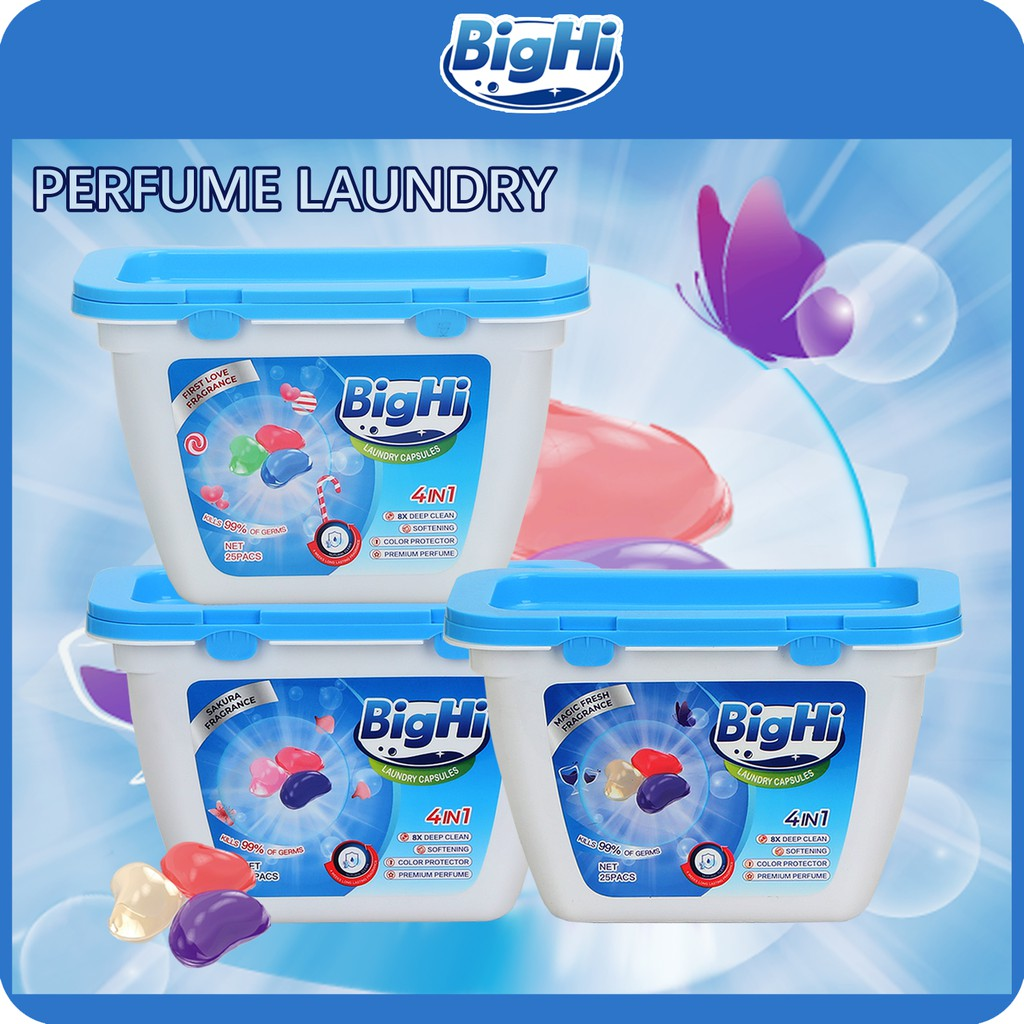 BigHi
PERFUME LAUNDRY
FIRST LOVE
FRAGRANCE
BigHi
LAUNDRY CAPSULES
4IN1
8X DEEP CLEAN
SOFTENING
COLOR PROTECTOR
PREMIUM PERFUME
KILLS 99% OF GERMS
NET
25PACS
SAKURA
FRAGRANCE
BigHi
LAUNDRY CAPSULES
4IN1
8X DEEP CLEAN
SOFTENING
COLOR PROTECTOR
PREMIUM PERFUME
KILLS 99% OF GERMS
MAGIC FRESH
FRAGRANCE
BigHi
LAUNDRY CAPSULES
4IN1
8X DEEP CLEAN
SOFTENING
COLOR PROTECTOR
PREMIUM PERFUME
KILLS 99% OF GERMS
NET
25PACS